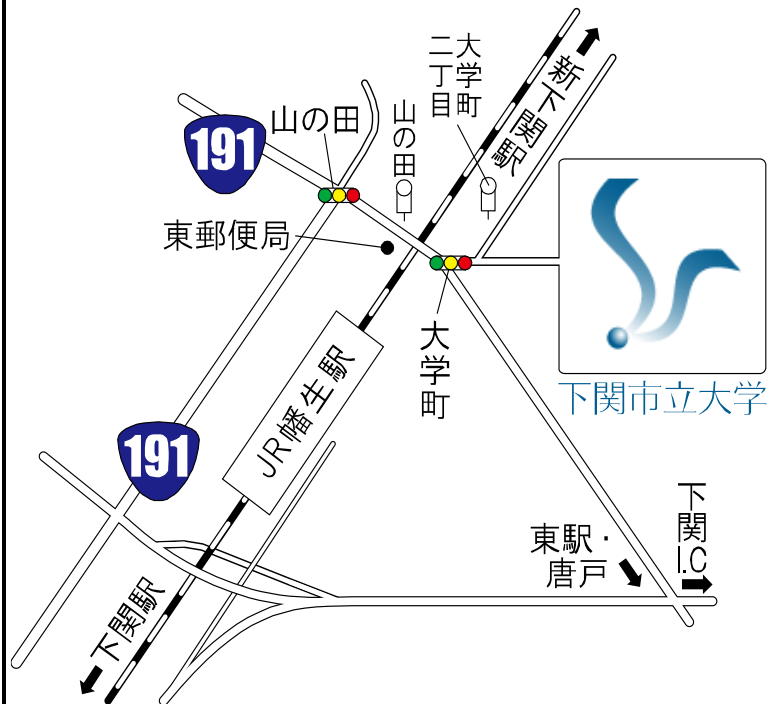 大学町
二丁目
新下関駅
191
山の田
山の田
東郵便局
大学町
下関市立大学
JR幡生駅
191
下関
I.C
東駅・
唐戸
下関駅